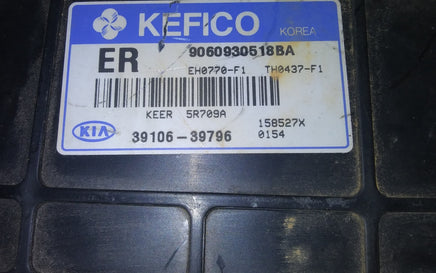 KEFICO KOREA
ER 9060930518BA
EH0770-F1 TH0437-F1
KEER 5R709A
158527X
KIA 39106-39796 0154